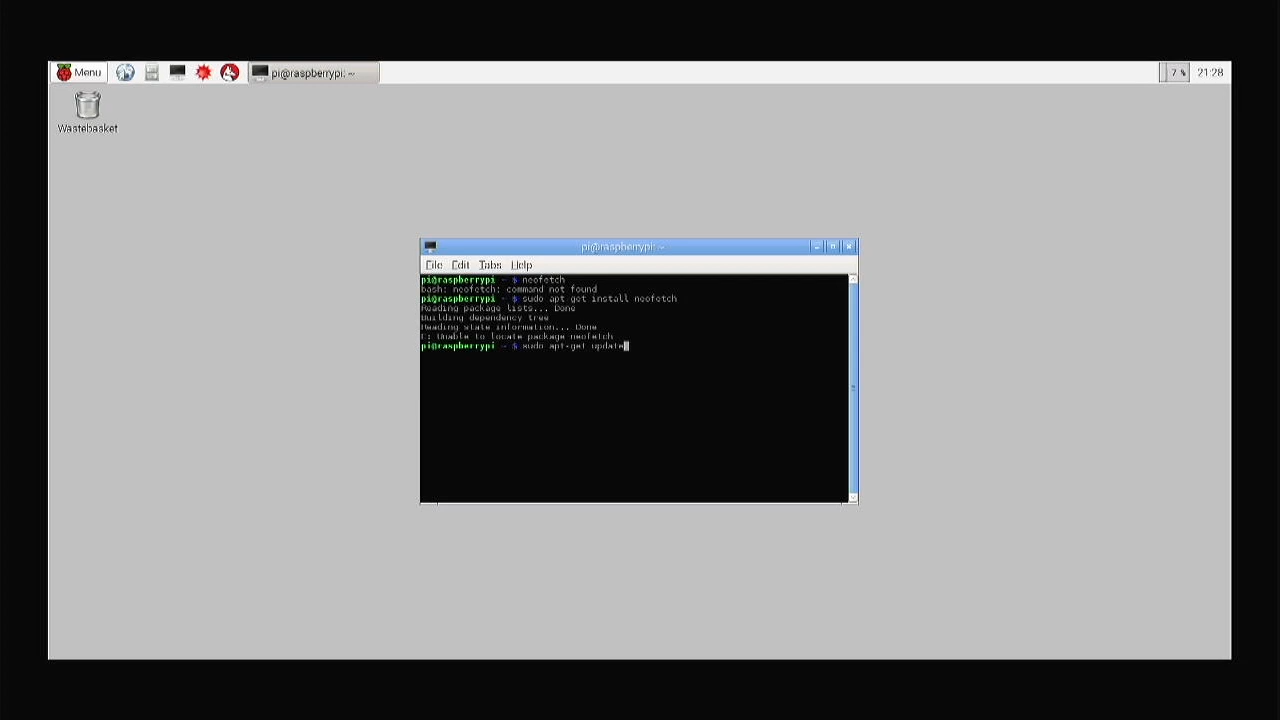 Menu
pi@raspberrypi: ~
7 %
21:28
Wastebasket
pi@raspberrypi: ~
File Edit Tabs Help
pi@raspberrypi ~ $ neofetch
bash: neofetch: command not found
pi@raspberrypi ~ $ sudo apt get install neofetch
Reading package lists... Done
Building dependency tree
Reading state information... Done
E: Unable to locate package neofetch
pi@raspberrypi ~ $ sudo apt-get update